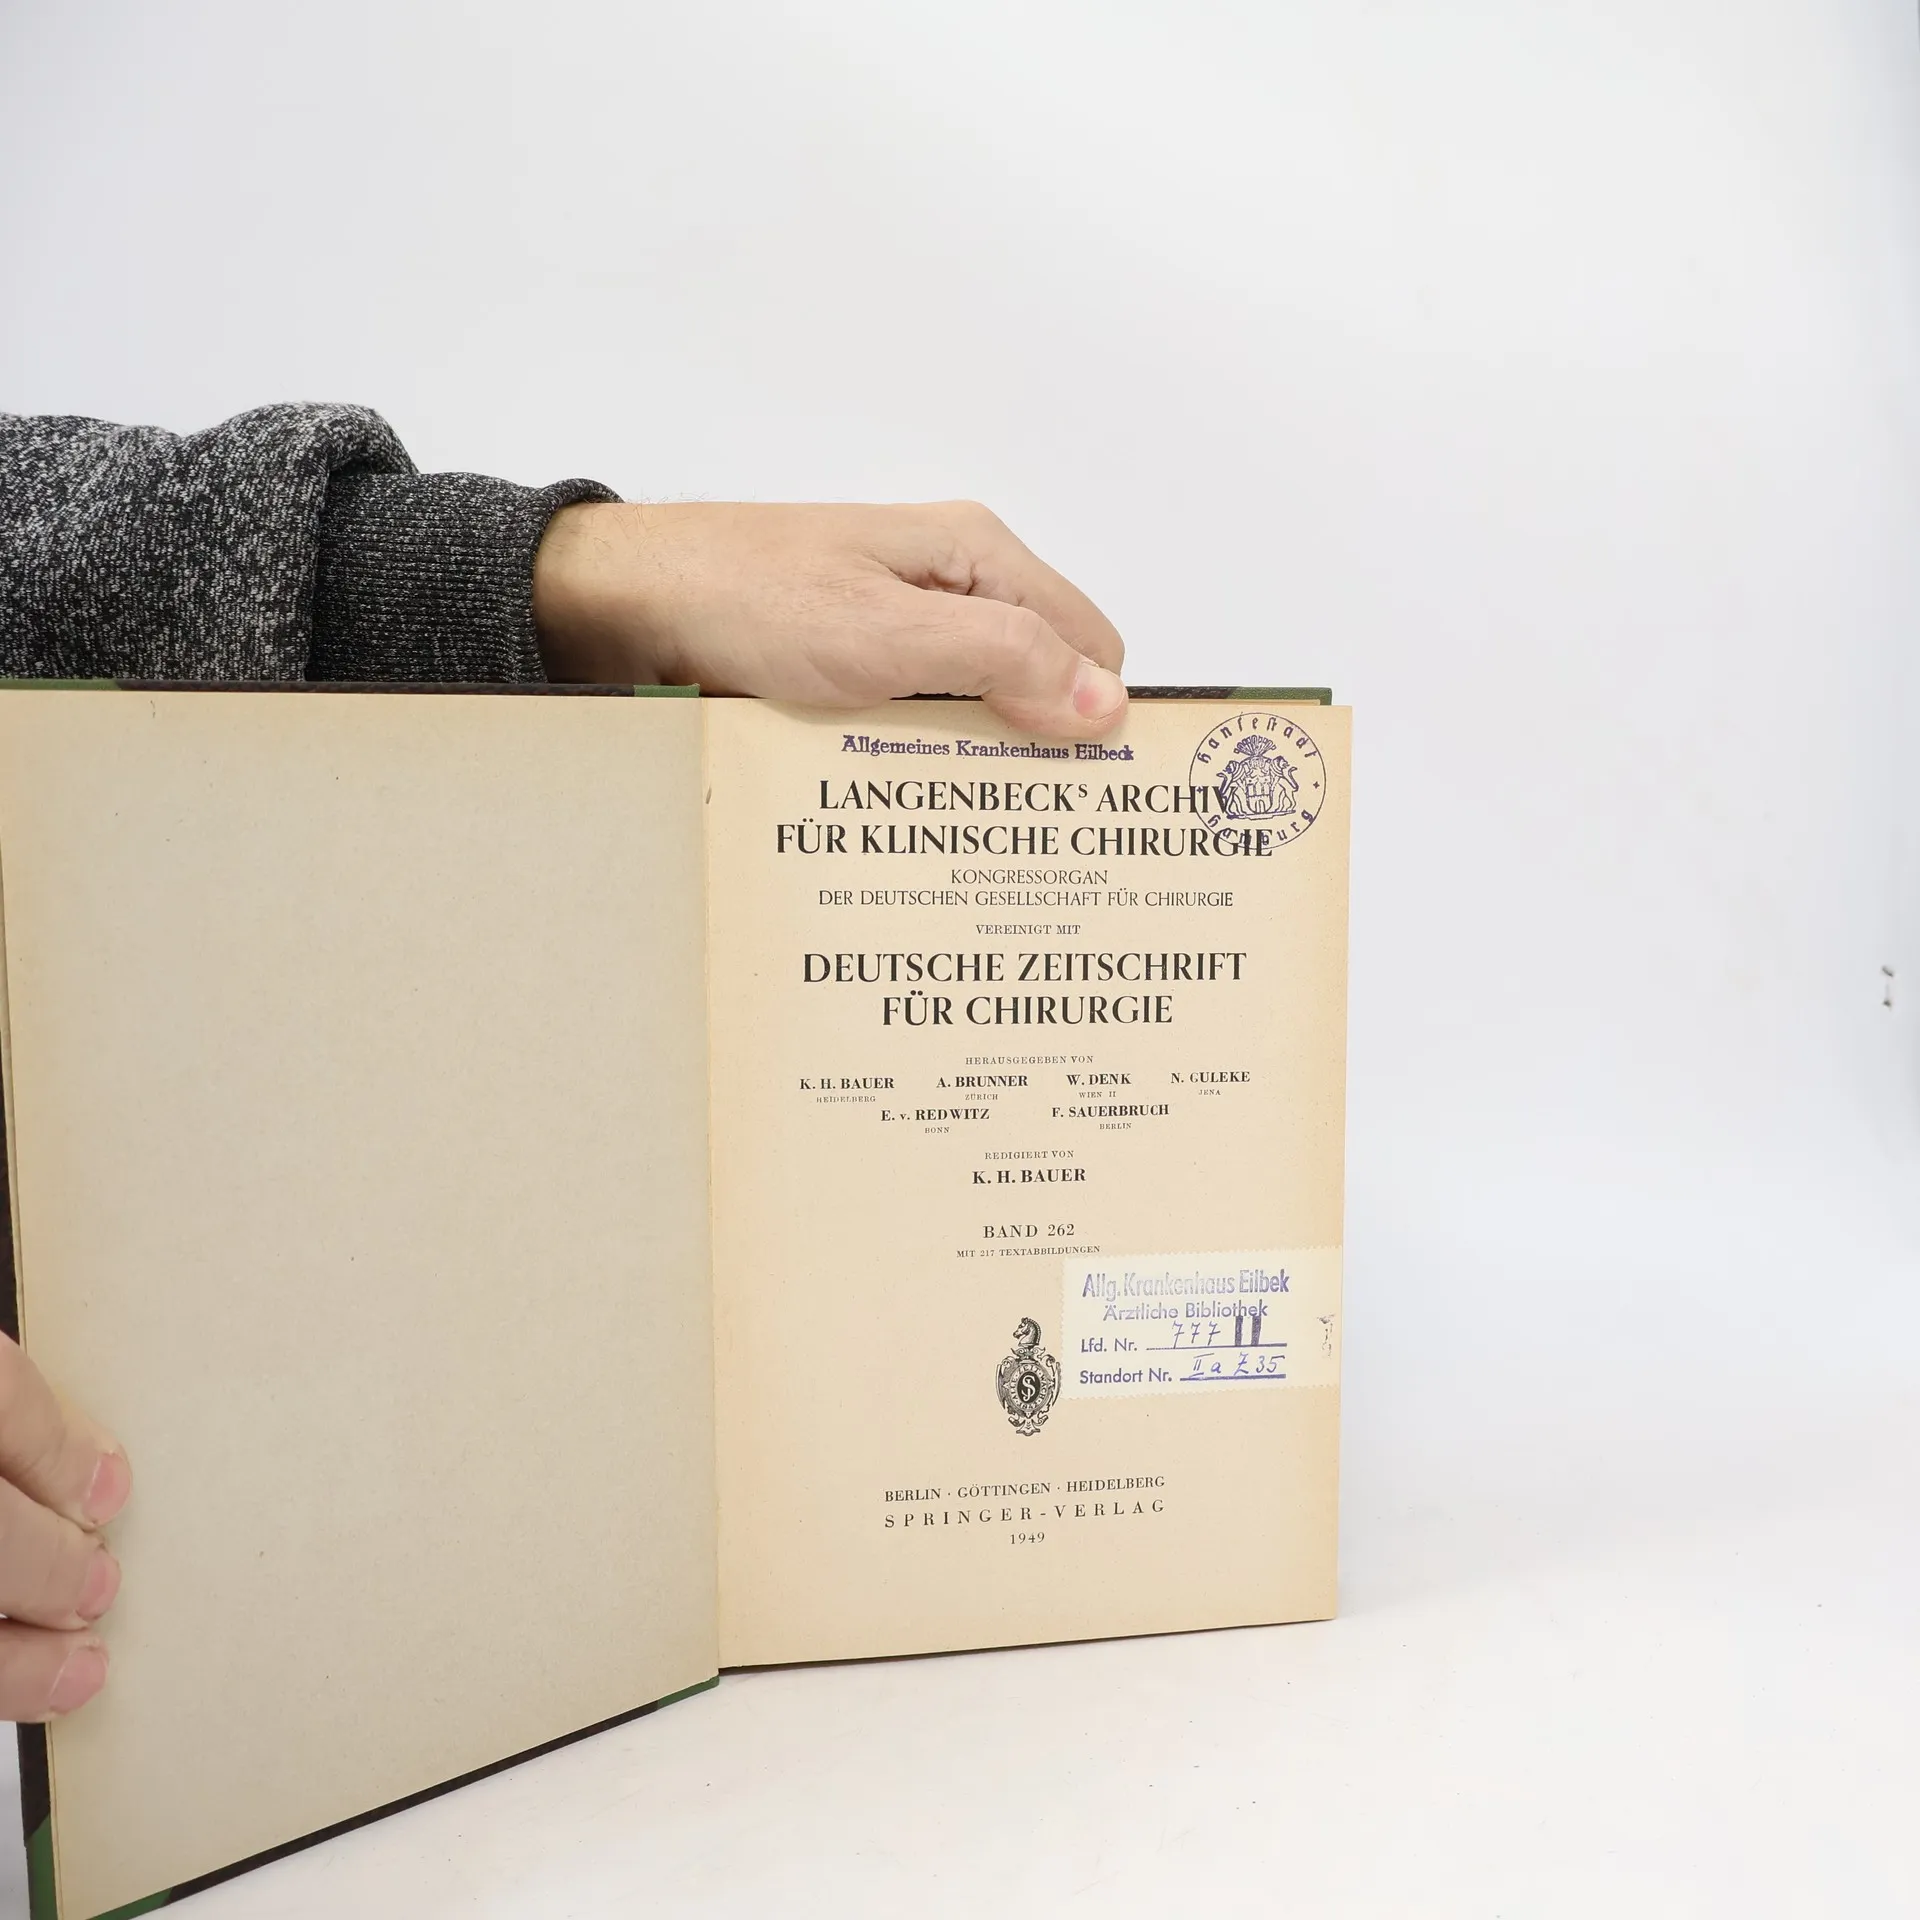 Allgemeines Krankenhaus Eilbeck
Hansestadt Hamburg
LANGENBECKS ARCHIV
FÜR KLINISCHE CHIRURGIE
KONGRESSORGAN
DER DEUTSCHEN GESELLSCHAFT FÜR CHIRURGIE
VEREINIGT MIT
DEUTSCHE ZEITSCHRIFT
FÜR CHIRURGIE
HERAUSGEGEBEN VON
K. H. BAUER A. BRUNNER W. DENK N. GULEKE
HEIDELBERG ZÜRICH WIEN II JENA
E. v. REDWITZ F. SAUERBRUCH
BONN BERLIN
REDIGIERT VON
K. H. BAUER
BAND 262
MIT 217 TEXTABBILDUNGEN
Allg. Krankenhaus Eilbek
Ärztliche Bibliothek
Lfd. Nr. 777 II
Standort Nr. II a Z 35
BERLIN · GÖTTINGEN · HEIDELBERG
SPRINGER-VERLAG
1949